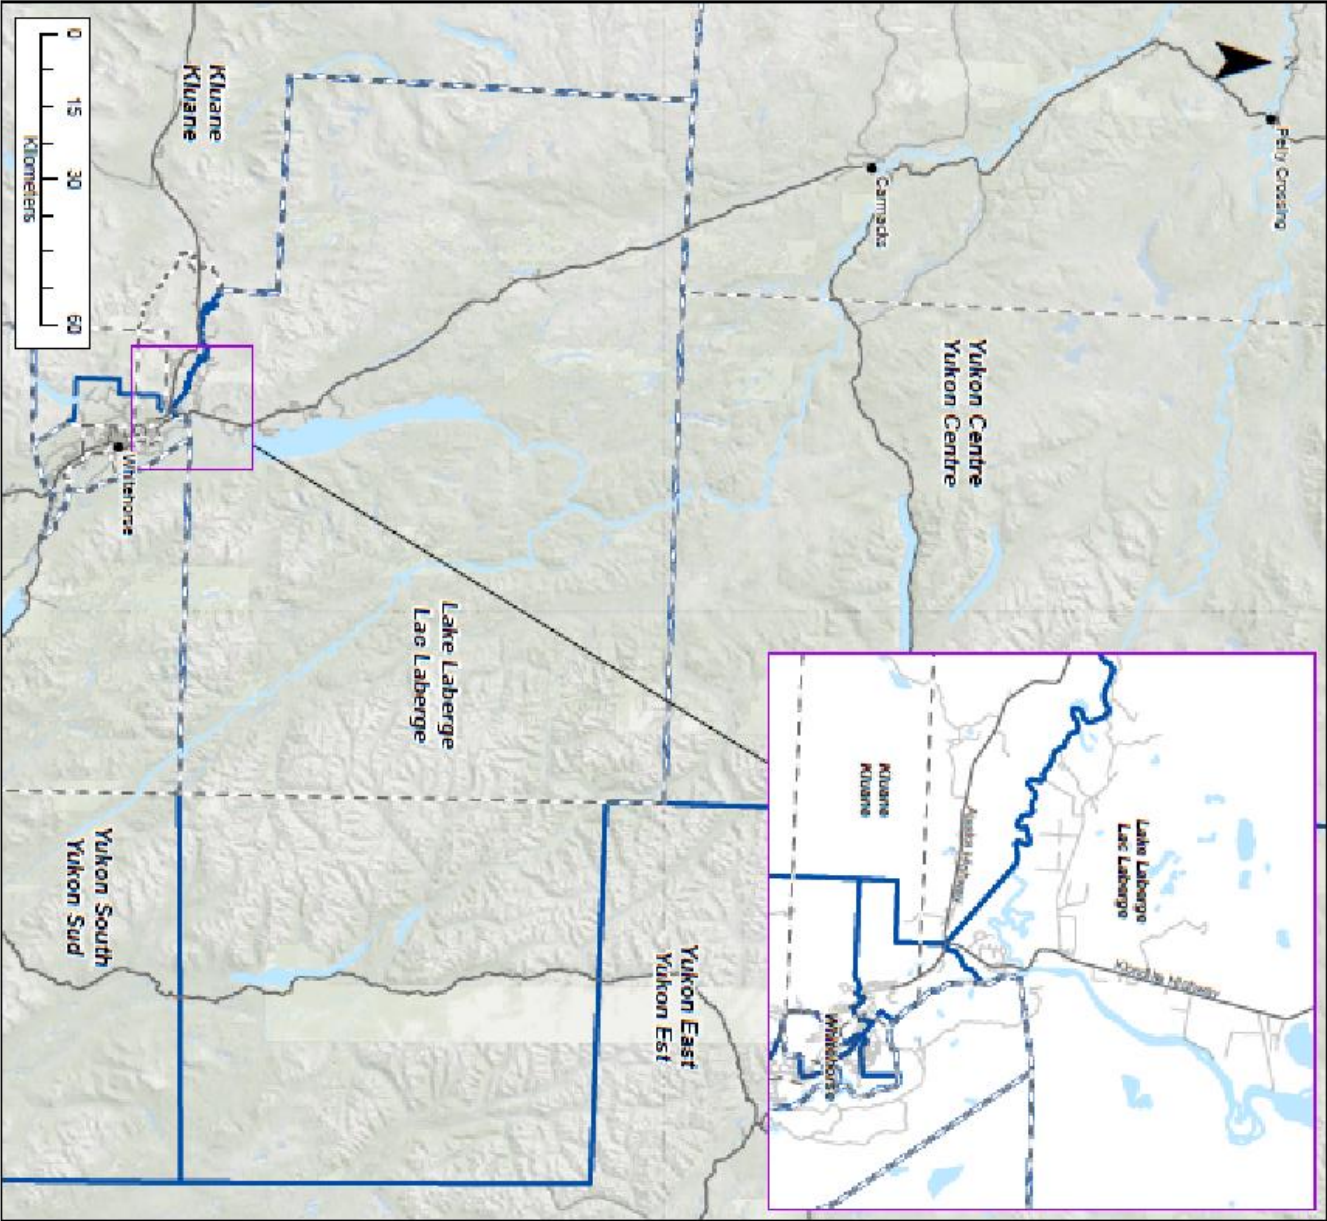 N
Pelly Crossing
Carmacks
Yukon Centre
Yukon Centre
Lake Laberge
Lac Laberge
Kluane
Kluane
Whitehorse
Yukon East
Yukon Est
Yukon South
Yukon Sud
0 15 30 60
Kilometers
Lake Laberge
Lac Laberge
Klondike Highway
Alaska Highway
Kluane
Kluane
Whitehorse